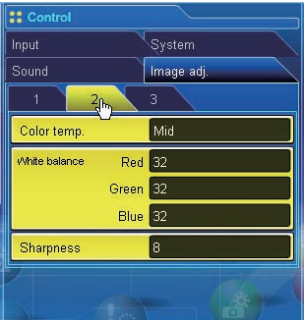 Control
Input System
Sound Image adj.
1 2 3
Color temp. Mid
White balance Red 32
Green 32
Blue 32
Sharpness 8